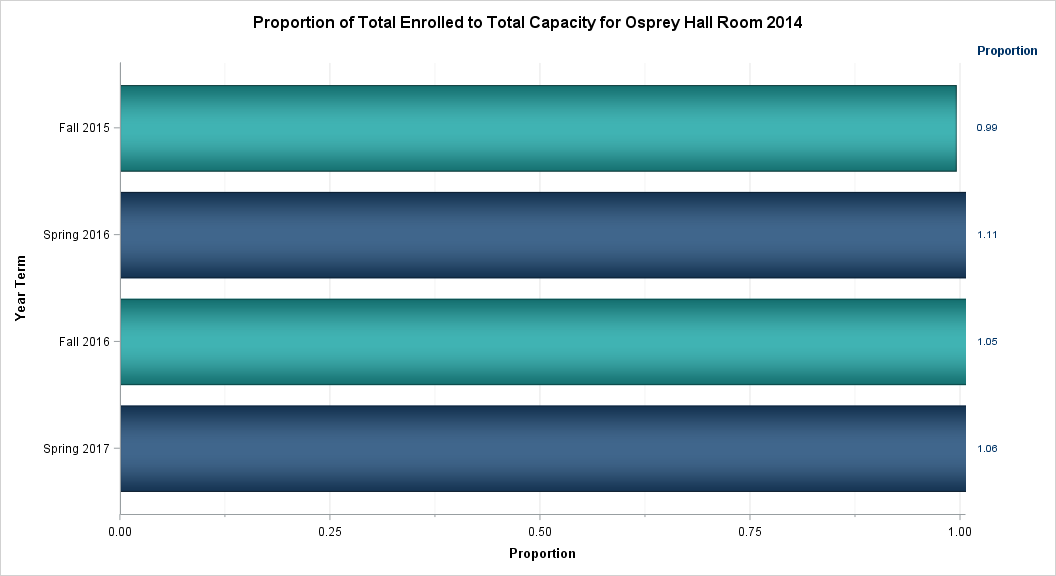 Proportion of Total Enrolled to Total Capacity for Osprey Hall Room 2014
Proportion
Fall 2015
0.99
Spring 2016
1.11
Year Term
Fall 2016
1.05
Spring 2017
1.06
0.00 0.25 0.50 0.75 1.00
Proportion